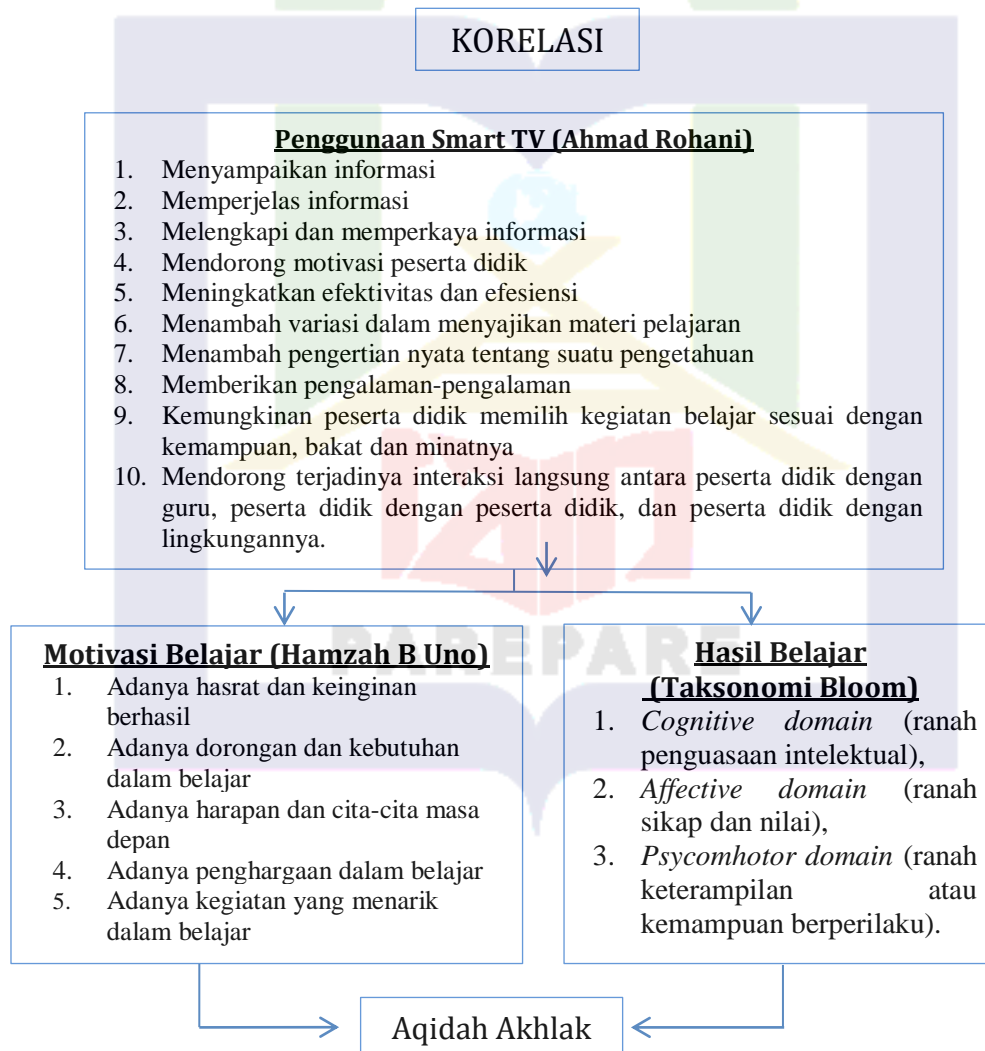 KORELASI
Penggunaan Smart TV (Ahmad Rohani)
1. Menyampaikan informasi
2. Memperjelas informasi
3. Melengkapi dan memperkaya informasi
4. Mendorong motivasi peserta didik
5. Meningkatkan efektivitas dan efesiensi
6. Menambah variasi dalam menyajikan materi pelajaran
7. Menambah pengertian nyata tentang suatu pengetahuan
8. Memberikan pengalaman-pengalaman
9. Kemungkinan peserta didik memilih kegiatan belajar sesuai dengan
kemampuan, bakat dan minatnya
10. Mendorong terjadinya interaksi langsung antara peserta didik dengan
guru, peserta didik dengan peserta didik, dan peserta didik dengan
lingkungannya.
PAREPARE
Motivasi Belajar (Hamzah B Uno)
1. Adanya hasrat dan keinginan
berhasil
2. Adanya dorongan dan kebutuhan
dalam belajar
3. Adanya harapan dan cita-cita masa
depan
4. Adanya penghargaan dalam belajar
5. Adanya kegiatan yang menarik
dalam belajar
Hasil Belajar
(Taksonomi Bloom)
1. Cognitive domain (ranah
penguasaan intelektual),
2. Affective domain (ranah
sikap dan nilai),
3. Psycomhotor domain (ranah
keterampilan atau
kemampuan berperilaku).
Aqidah Akhlak